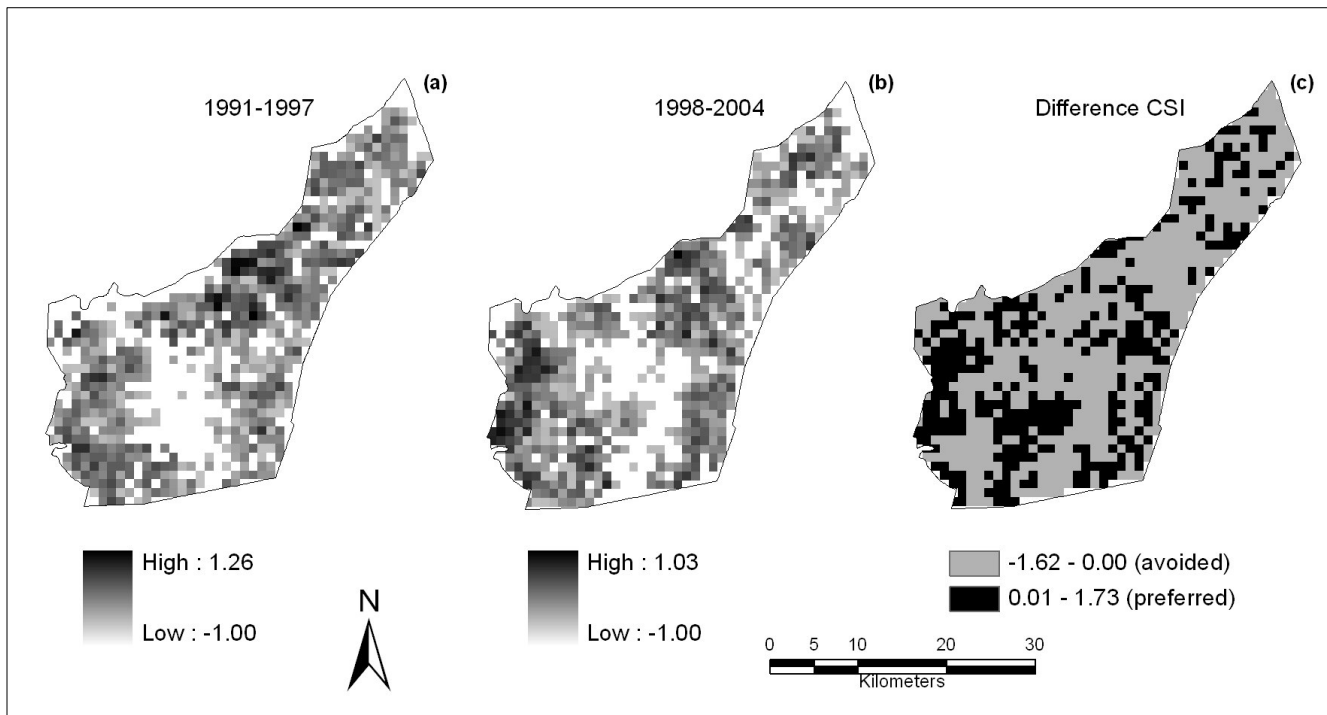 (a)
1991-1997
(b)
1998-2004
(c)
Difference CSI
High : 1.26
Low : -1.00
N
High : 1.03
Low : -1.00
-1.62 - 0.00 (avoided)
0.01 - 1.73 (preferred)
0 5 10 20 30
Kilometers